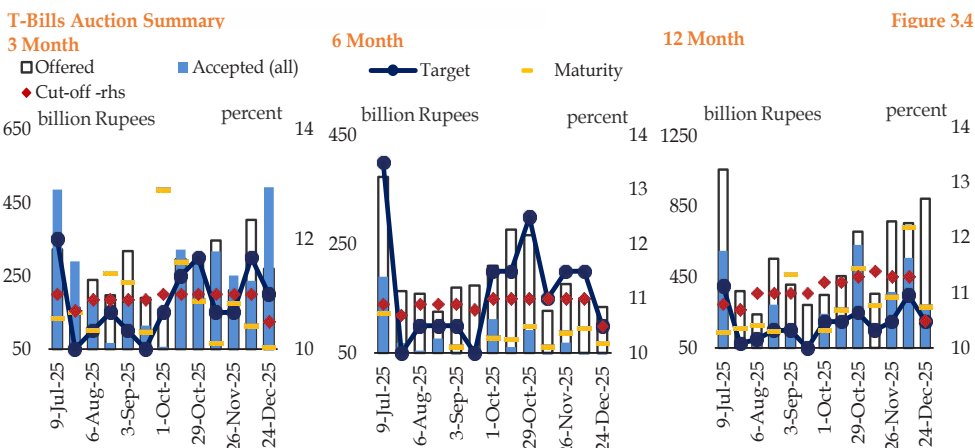 T-Bills Auction Summary
Figure 3.4
3 Month
6 Month
12 Month
Offered
Accepted (all)
Target
Maturity
Cut-off -rhs
billion Rupees
percent
650
450
250
50
14
12
10
9-Jul-25
6-Aug-25
3-Sep-25
1-Oct-25
29-Oct-25
26-Nov-25
24-Dec-25
billion Rupees
percent
450
250
50
14
13
12
11
10
9-Jul-25
6-Aug-25
3-Sep-25
1-Oct-25
29-Oct-25
6-Nov-25
24-Dec-25
billion Rupees
percent
1250
850
450
50
14
13
12
11
10
9-Jul-25
6-Aug-25
3-Sep-25
1-Oct-25
29-Oct-25
26-Nov-25
24-Dec-25